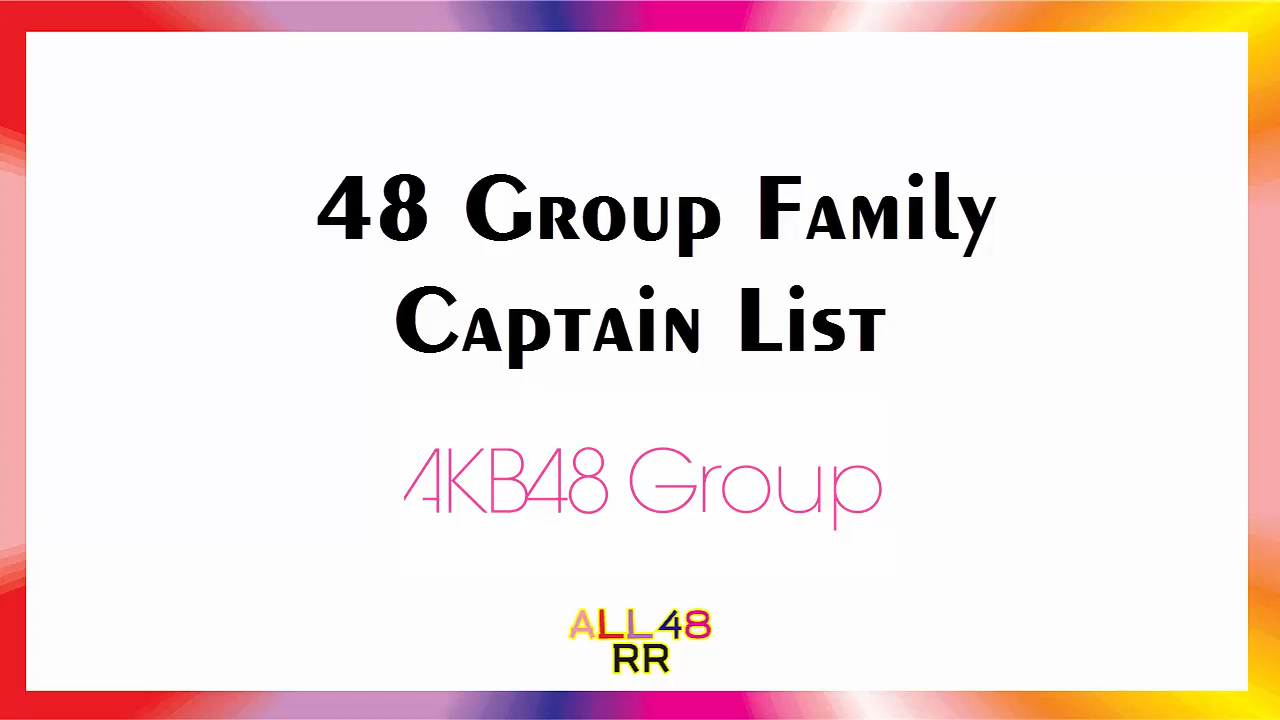 48 Group Family
Captain List
AKB48 Group
ALL48
RR